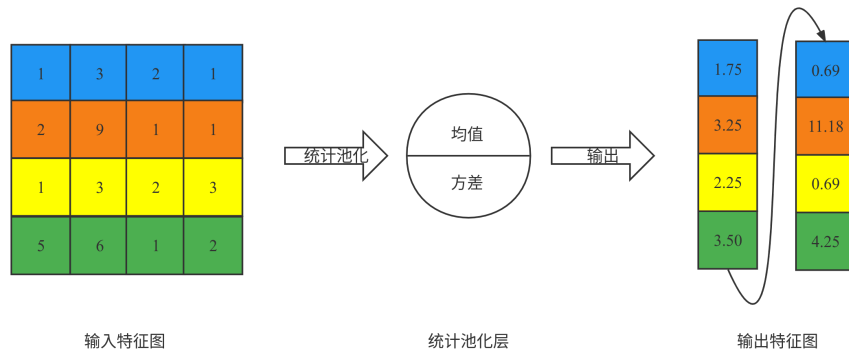 1 3 2 1
2 9 1 1
1 3 2 3
5 6 1 2
统计池化
均值
方差
输出
1.75
3.25
2.25
3.50
0.69
11.18
0.69
4.25
输入特征图
统计池化层
输出特征图